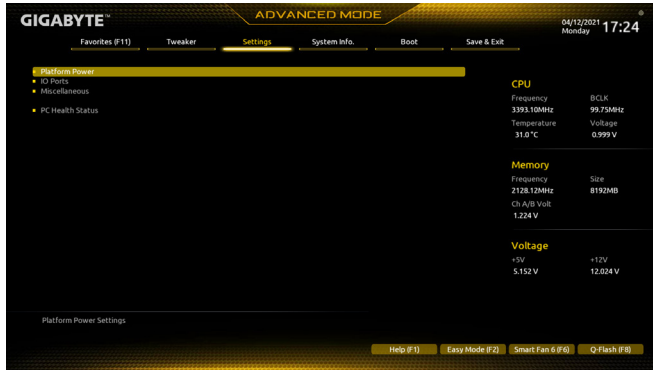 GIGABYTE™
ADVANCED MODE
04/12/2021 Monday 17:24
Favorites (F11) Tweaker Settings System Info. Boot Save & Exit
Platform Power
IO Ports
Miscellaneous
PC Health Status
CPU
Frequency BCLK
3393.10MHz 99.75MHz
Temperature Voltage
31.0 °C 0.999 V
Memory
Frequency Size
2128.12MHz 8192MB
Ch A/B Volt
1.224 V
Voltage
+5V +12V
5.152 V 12.024 V
Platform Power Settings
Help (F1) Easy Mode (F2) Smart Fan 6 (F6) Q-Flash (F8)